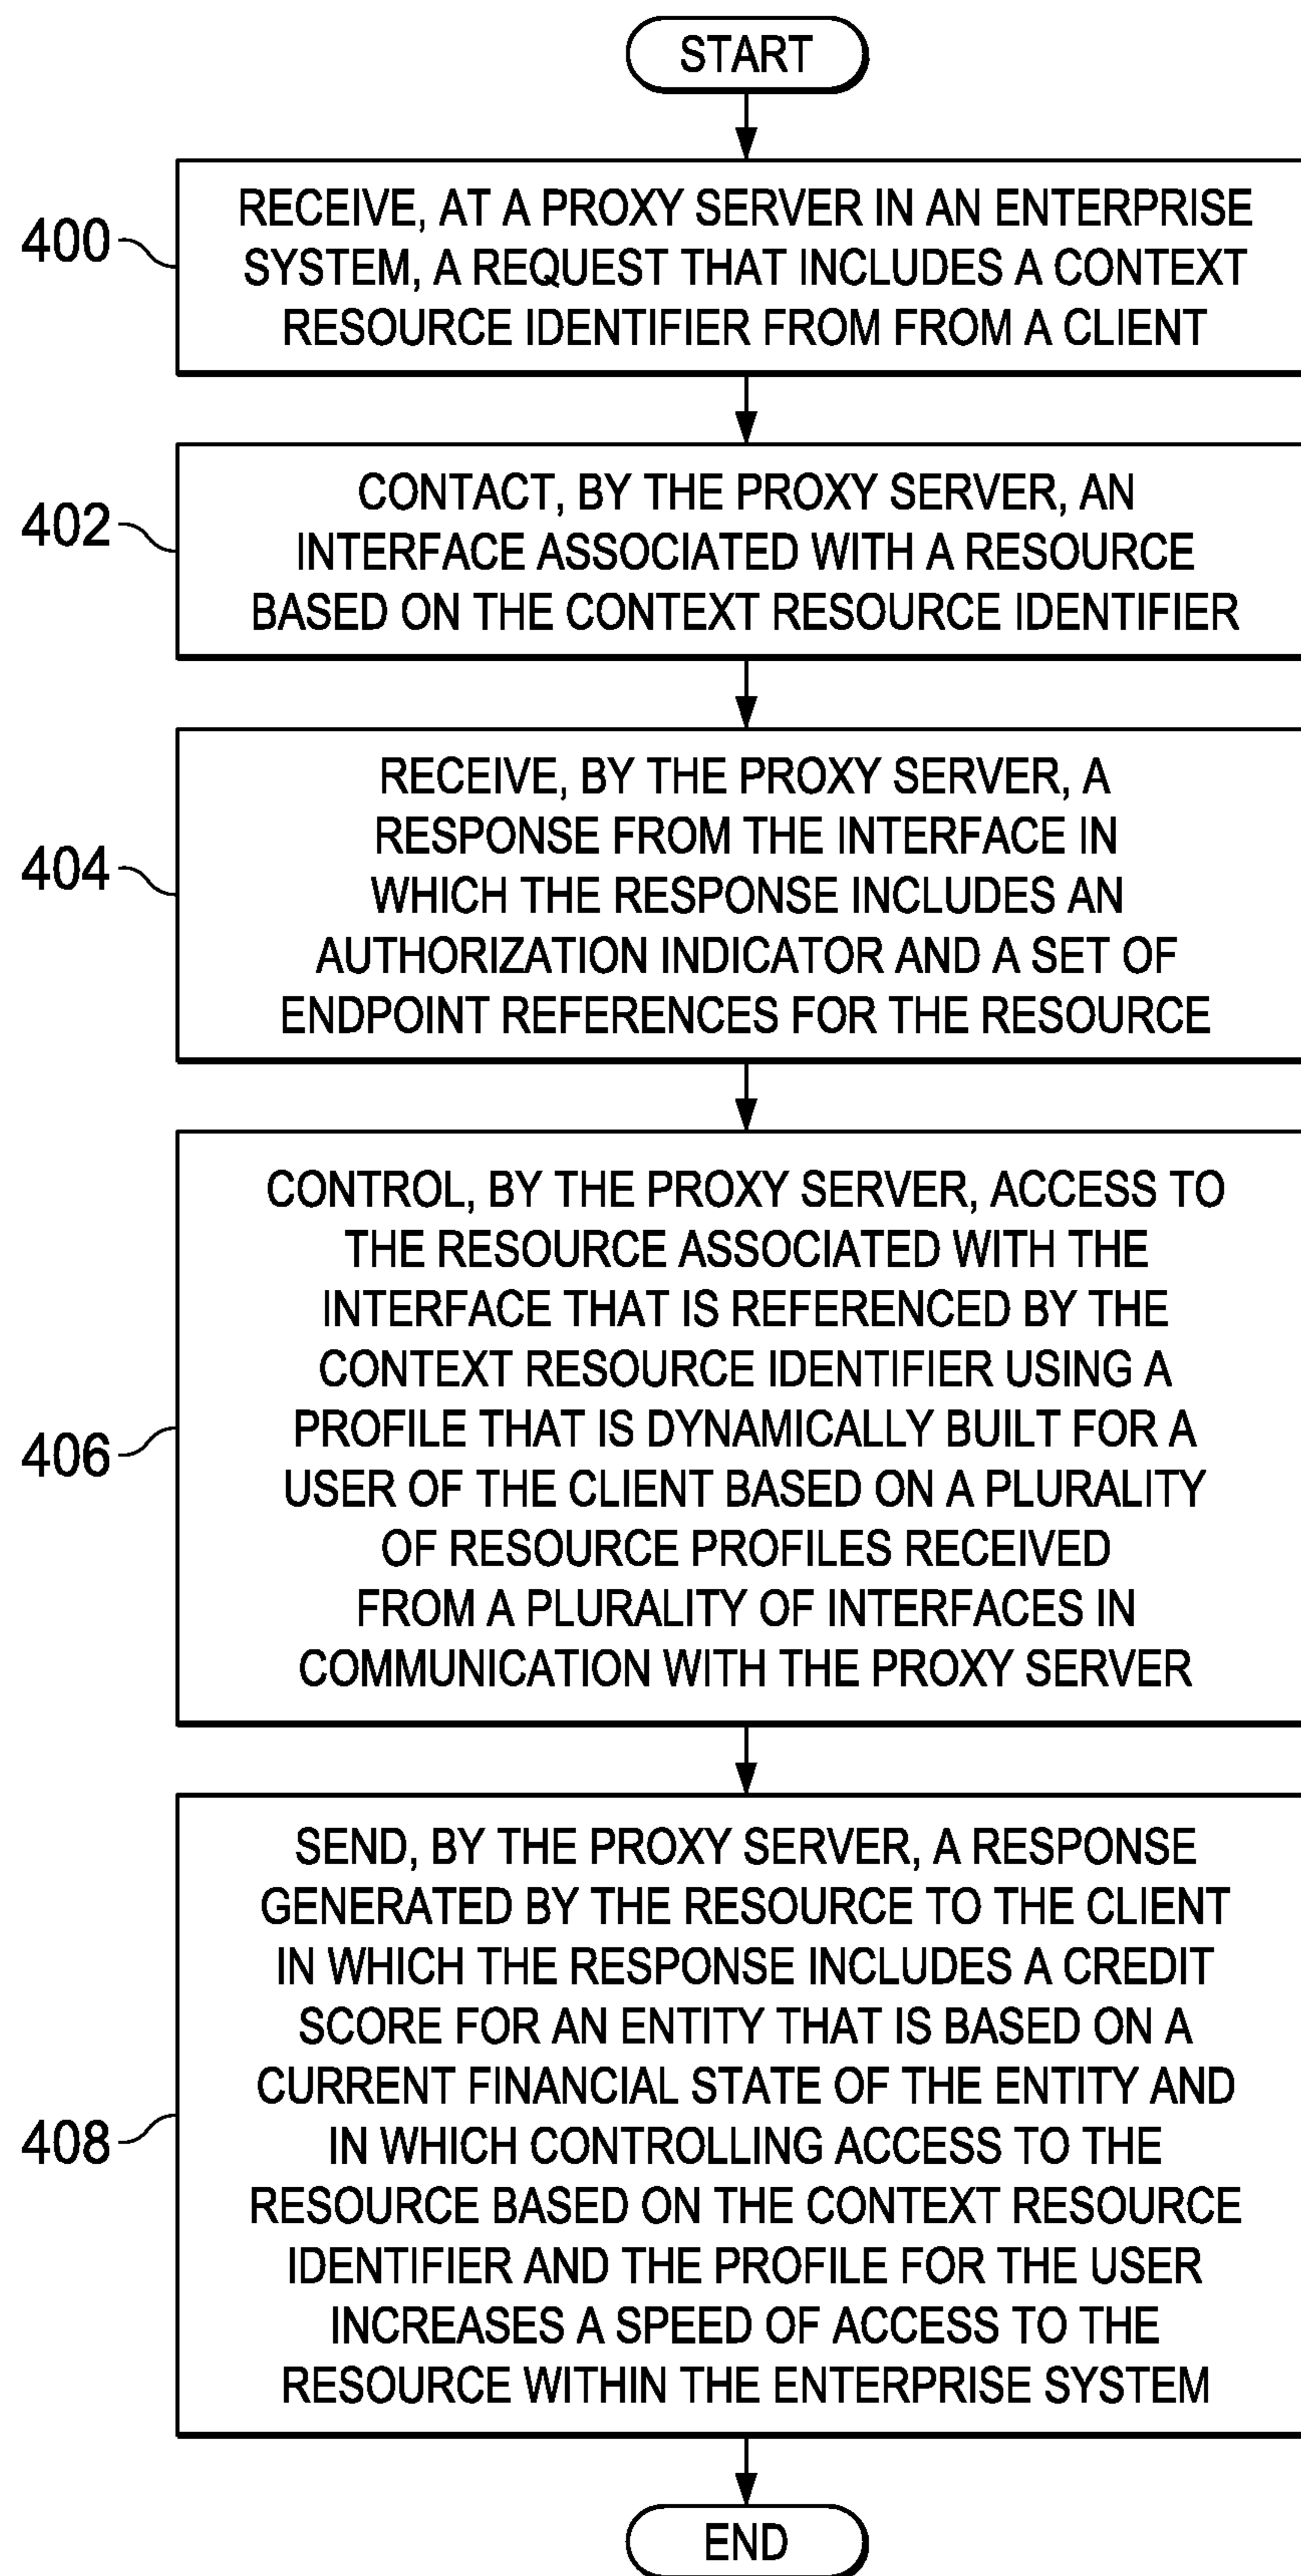 START
400
RECEIVE, AT A PROXY SERVER IN AN ENTERPRISE
SYSTEM, A REQUEST THAT INCLUDES A CONTEXT
RESOURCE IDENTIFIER FROM FROM A CLIENT
402
CONTACT, BY THE PROXY SERVER, AN
INTERFACE ASSOCIATED WITH A RESOURCE
BASED ON THE CONTEXT RESOURCE IDENTIFIER
404
RECEIVE, BY THE PROXY SERVER, A
RESPONSE FROM THE INTERFACE IN
WHICH THE RESPONSE INCLUDES AN
AUTHORIZATION INDICATOR AND A SET OF
ENDPOINT REFERENCES FOR THE RESOURCE
406
CONTROL, BY THE PROXY SERVER, ACCESS TO
THE RESOURCE ASSOCIATED WITH THE
INTERFACE THAT IS REFERENCED BY THE
CONTEXT RESOURCE IDENTIFIER USING A
PROFILE THAT IS DYNAMICALLY BUILT FOR A
USER OF THE CLIENT BASED ON A PLURALITY
OF RESOURCE PROFILES RECEIVED
FROM A PLURALITY OF INTERFACES IN
COMMUNICATION WITH THE PROXY SERVER
408
SEND, BY THE PROXY SERVER, A RESPONSE
GENERATED BY THE RESOURCE TO THE CLIENT
IN WHICH THE RESPONSE INCLUDES A CREDIT
SCORE FOR AN ENTITY THAT IS BASED ON A
CURRENT FINANCIAL STATE OF THE ENTITY AND
IN WHICH CONTROLLING ACCESS TO THE
RESOURCE BASED ON THE CONTEXT RESOURCE
IDENTIFIER AND THE PROFILE FOR THE USER
INCREASES A SPEED OF ACCESS TO THE
RESOURCE WITHIN THE ENTERPRISE SYSTEM
END